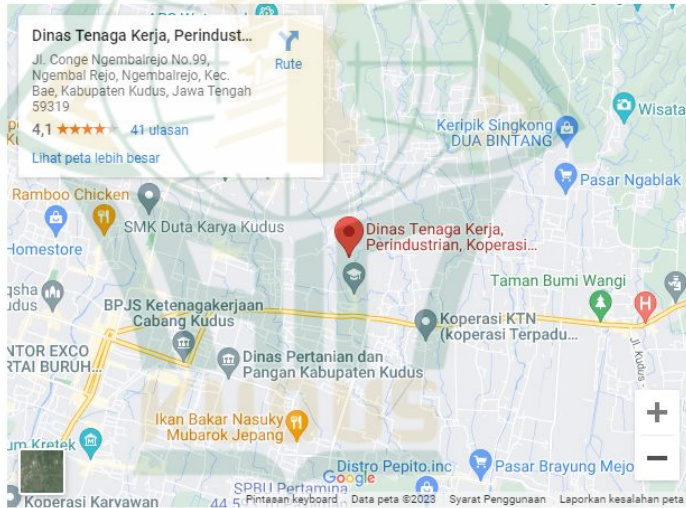 Dinas Tenaga Kerja, Perindust...
Jl. Conge Ngembalrejo No.99,
Ngembal Rejo, Ngembalrejo, Kec.
Bae, Kabupaten Kudus, Jawa Tengah
59319
4,1
41 ulasan
Lihat peta lebih besar
Rute
Wisata
Keripik Singkong
DUA BINTANG
Pasar Ngablak
Ramboo Chicken
SMK Duta Karya Kudus
Homestore
Dinas Tenaga Kerja,
Perindustrian, Koperasi...
Taman Bumi Wangi
BPJS Ketenagakerjaan
Cabang Kudus
Koperasi KTN
(koperasi Terpadu...
Jl. Kudus -
NTOR EXCO
RTAI BURUH...
Dinas Pertanian dan
Pangan Kabupaten Kudus
KUDUS
Ikan Bakar Nasuky
Mubarok Jepang
um Kretek
Distro Pepito.inc
Pasar Brayung Mejo
Google
SPBU Pertamina
Koperasi Karyawan
Pintasan keyboard
Data peta ©2023
Syarat Penggunaan
Laporkan kesalahan peta